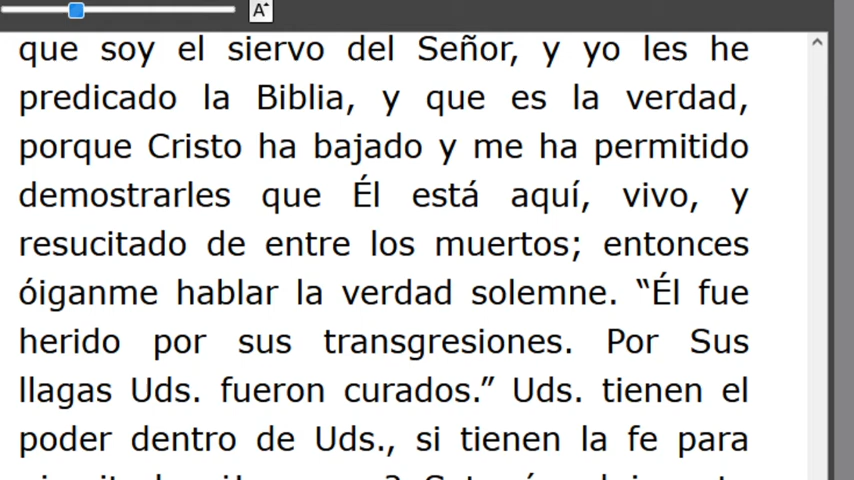 A
que soy el siervo del Señor, y yo les he
predicado la Biblia, y que es la verdad,
porque Cristo ha bajado y me ha permitido
demostrarles que Él está aquí, vivo, y
resucitado de entre los muertos; entonces
óiganme hablar la verdad solemne. “Él fue
herido por sus transgresiones. Por Sus
llagas Uds. fueron curados.” Uds. tienen el
poder dentro de Uds., si tienen la fe para